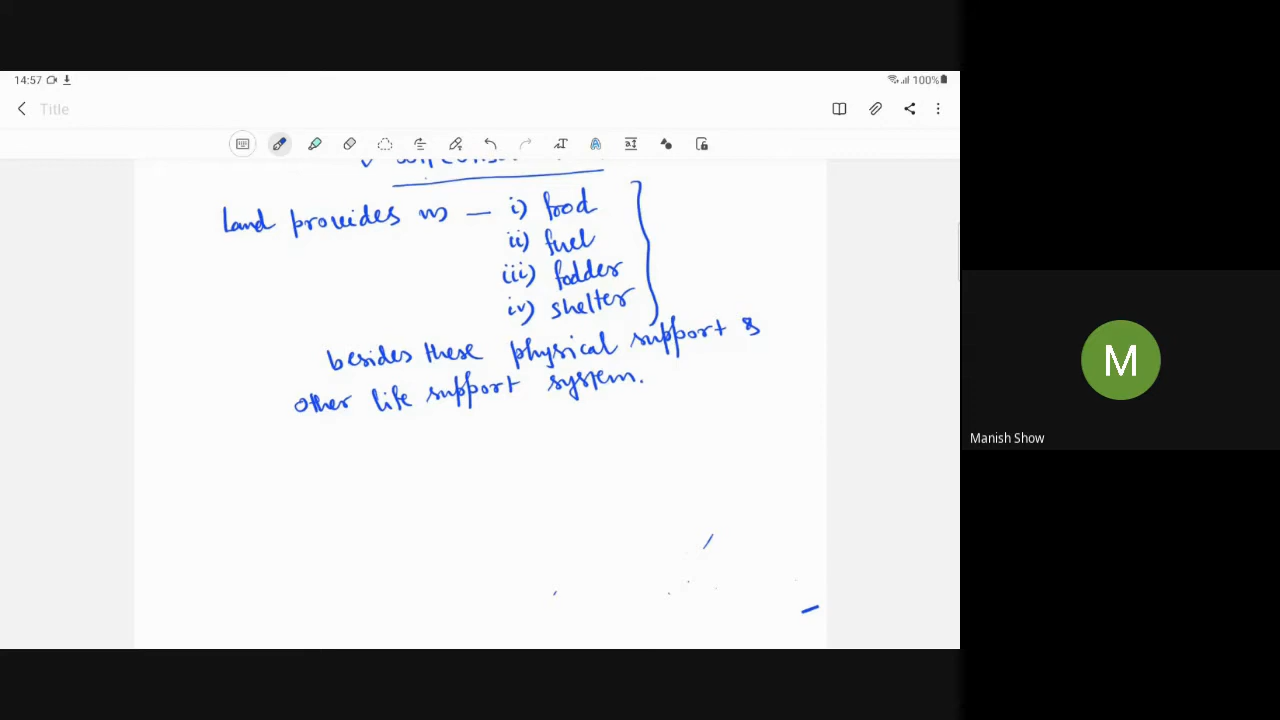 14:57
100%
Title
Land provides us — i) food
ii) fuel
iii) fodder
iv) shelter
besides these physical support &
other life support system.
M
Manish Show